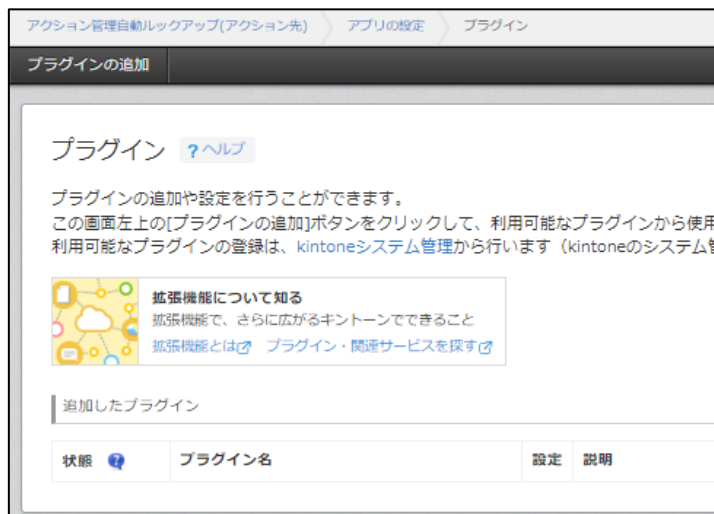 アクション管理自動ルックアップ(アクション先) アプリの設定 プラグイン
プラグインの追加
プラグイン ?ヘルプ
プラグインの追加や設定を行うことができます。
この画面左上の[プラグインの追加]ボタンをクリックして、利用可能なプラグインから使用
利用可能なプラグインの登録は、kintoneシステム管理から行います（kintoneのシステム管
拡張機能について知る
拡張機能で、さらに広がるキントーンでできること
拡張機能とは プラグイン・関連サービスを探す
追加したプラグイン
状態 ? プラグイン名 設定 説明